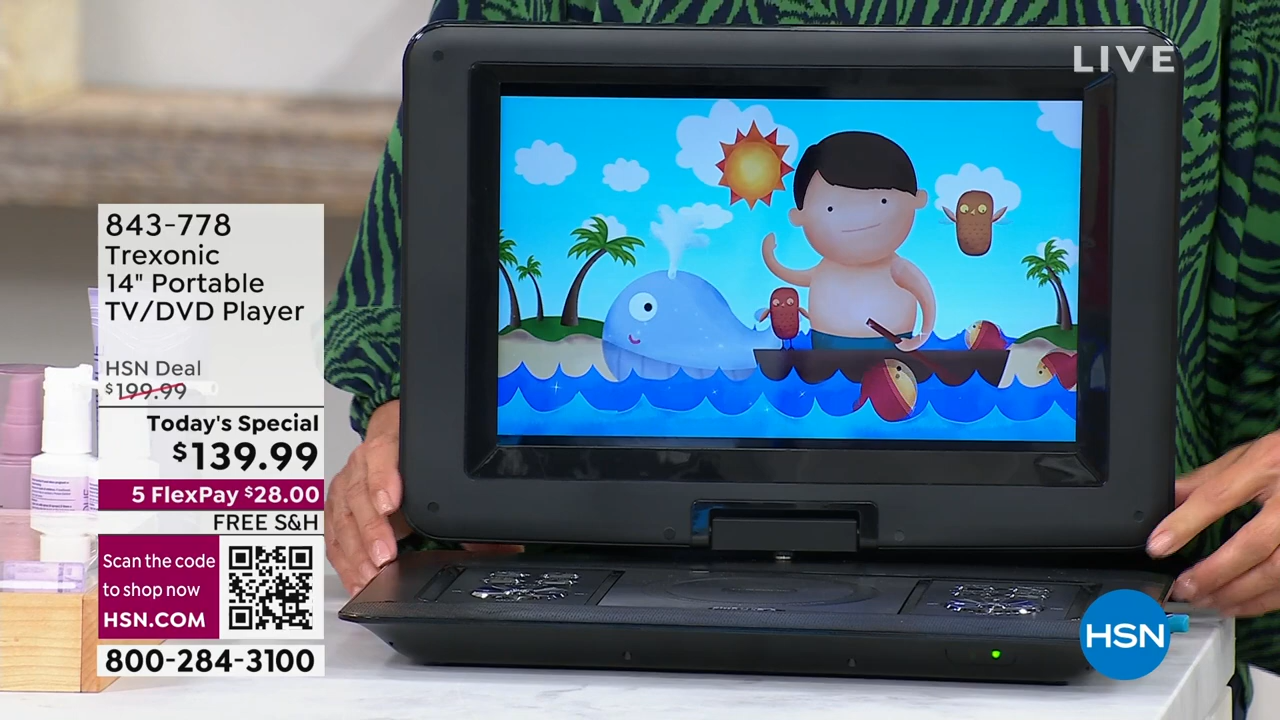 LIVE
843-778
Trexonic
14" Portable
TV/DVD Player
HSN Deal
$199.99
Today's Special
$139.99
5 FlexPay $28.00
FREE S&H
Scan the code
to shop now
HSN.COM
800-284-3100
HSN